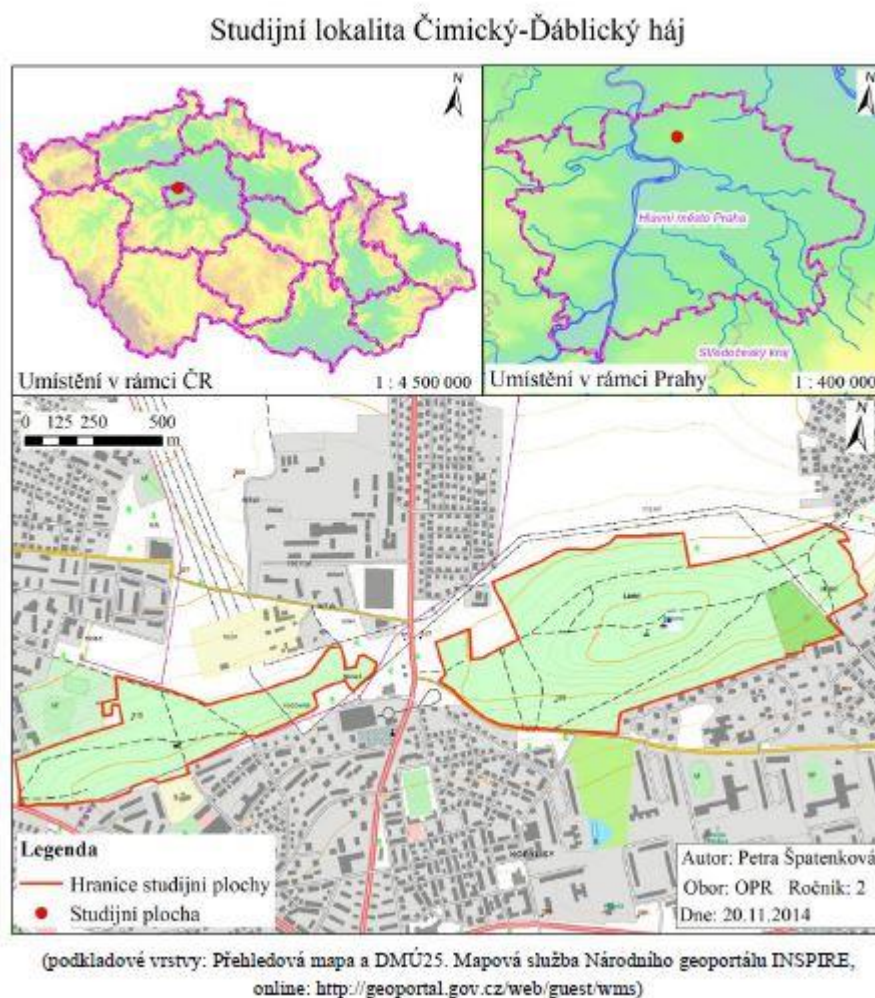 Studijní lokalita Čimický-Ďáblický háj
N
N
Hlavní město Praha
Středočeský kraj
Umístění v rámci ČR
1 : 4 500 000
Umístění v rámci Prahy
1 : 400 000
0 125 250 500
m
N
KOBYLISY
Legenda
Hranice studijní plochy
Studijní plocha
Autor: Petra Špatenková
Obor: OPR Ročník: 2
Dne: 20.11.2014
(podkladové vrstvy: Přehledová mapa a DMÚ25. Mapová služba Národního geoportálu INSPIRE,
online: http://geoportal.gov.cz/web/guest/wms)